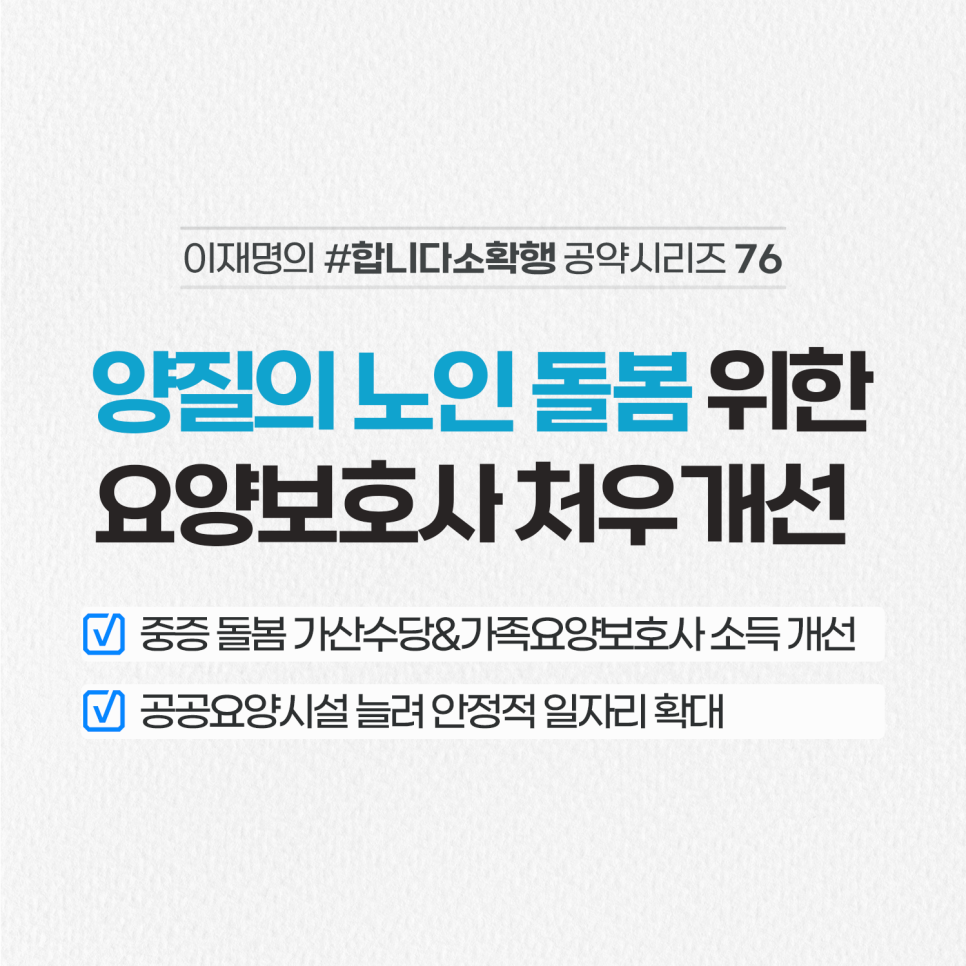 이재명의 #합니다소확행 공약시리즈 76
양질의 노인 돌봄 위한
요양보호사 처우개선
중증 돌봄 가산수당&가족요양보호사 소득 개선
공공요양시설 늘려 안정적 일자리 확대